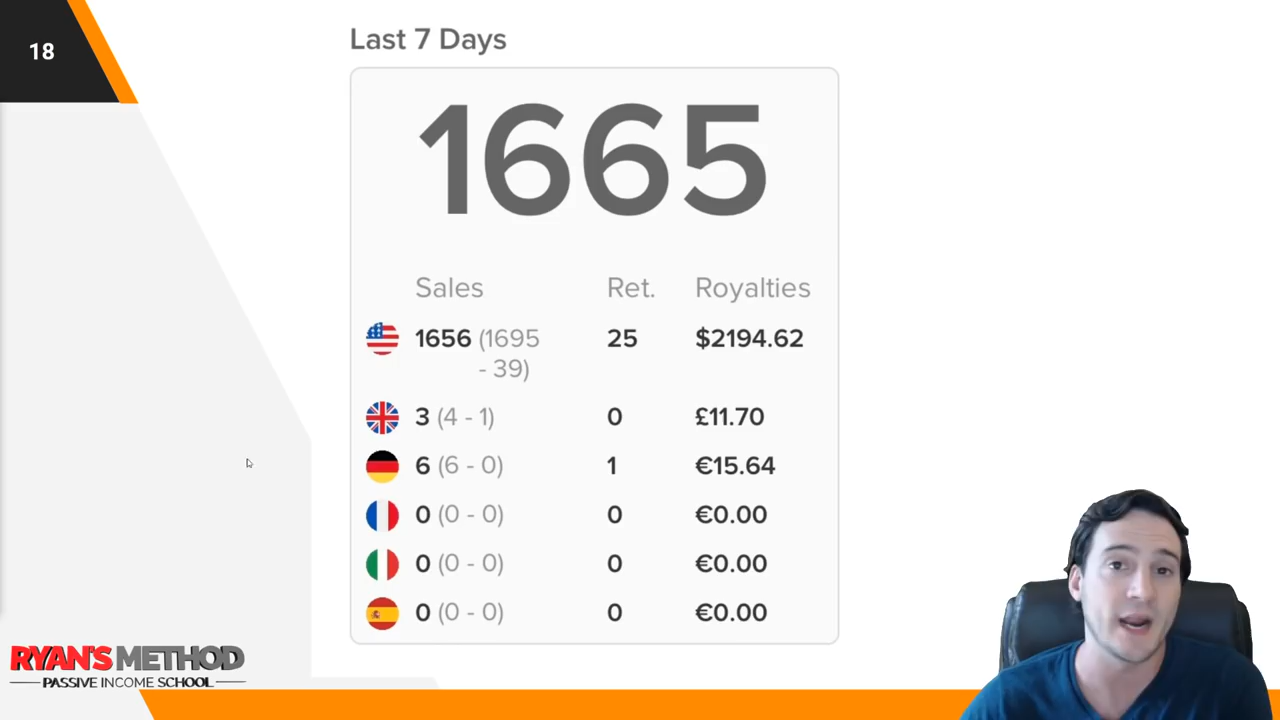 18
Last 7 Days
1665
Sales Ret. Royalties
1656 (1695 - 39) 25 $2194.62
3 (4 - 1) 0 £11.70
6 (6 - 0) 1 €15.64
0 (0 - 0) 0 €0.00
0 (0 - 0) 0 €0.00
0 (0 - 0) 0 €0.00
RYAN'S METHOD
PASSIVE INCOME SCHOOL